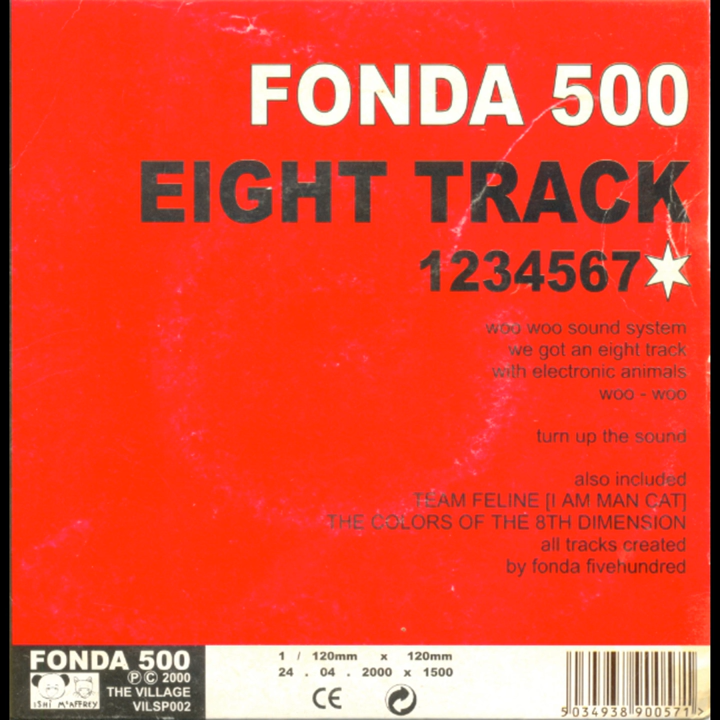 FONDA 500
EIGHT TRACK
1234567✶
woo woo sound system
we got an eight track
with electronic animals
woo - woo
turn up the sound
also included
TEAM FELINE [I AM MAN CAT]
THE COLORS OF THE 8TH DIMENSION
all tracks created
by fonda fivehundred
FONDA 500
Ⓟ © 2000
THE VILLAGE
VILSP002
ISHI McAFFREY
1 / 120mm x 120mm
24 . 04 . 2000 x 1500
CE
5 034938 900571 >